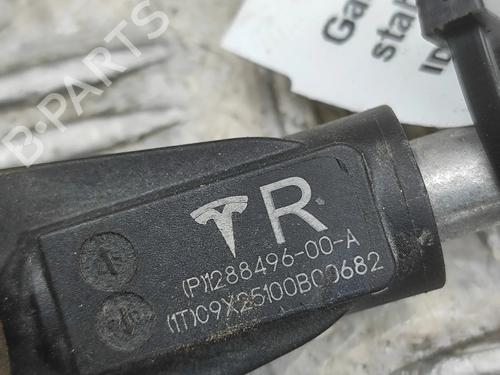 Ga
sta
R
(P)1288496-00-A
(1T)C9X25100B00682
B-PARTS